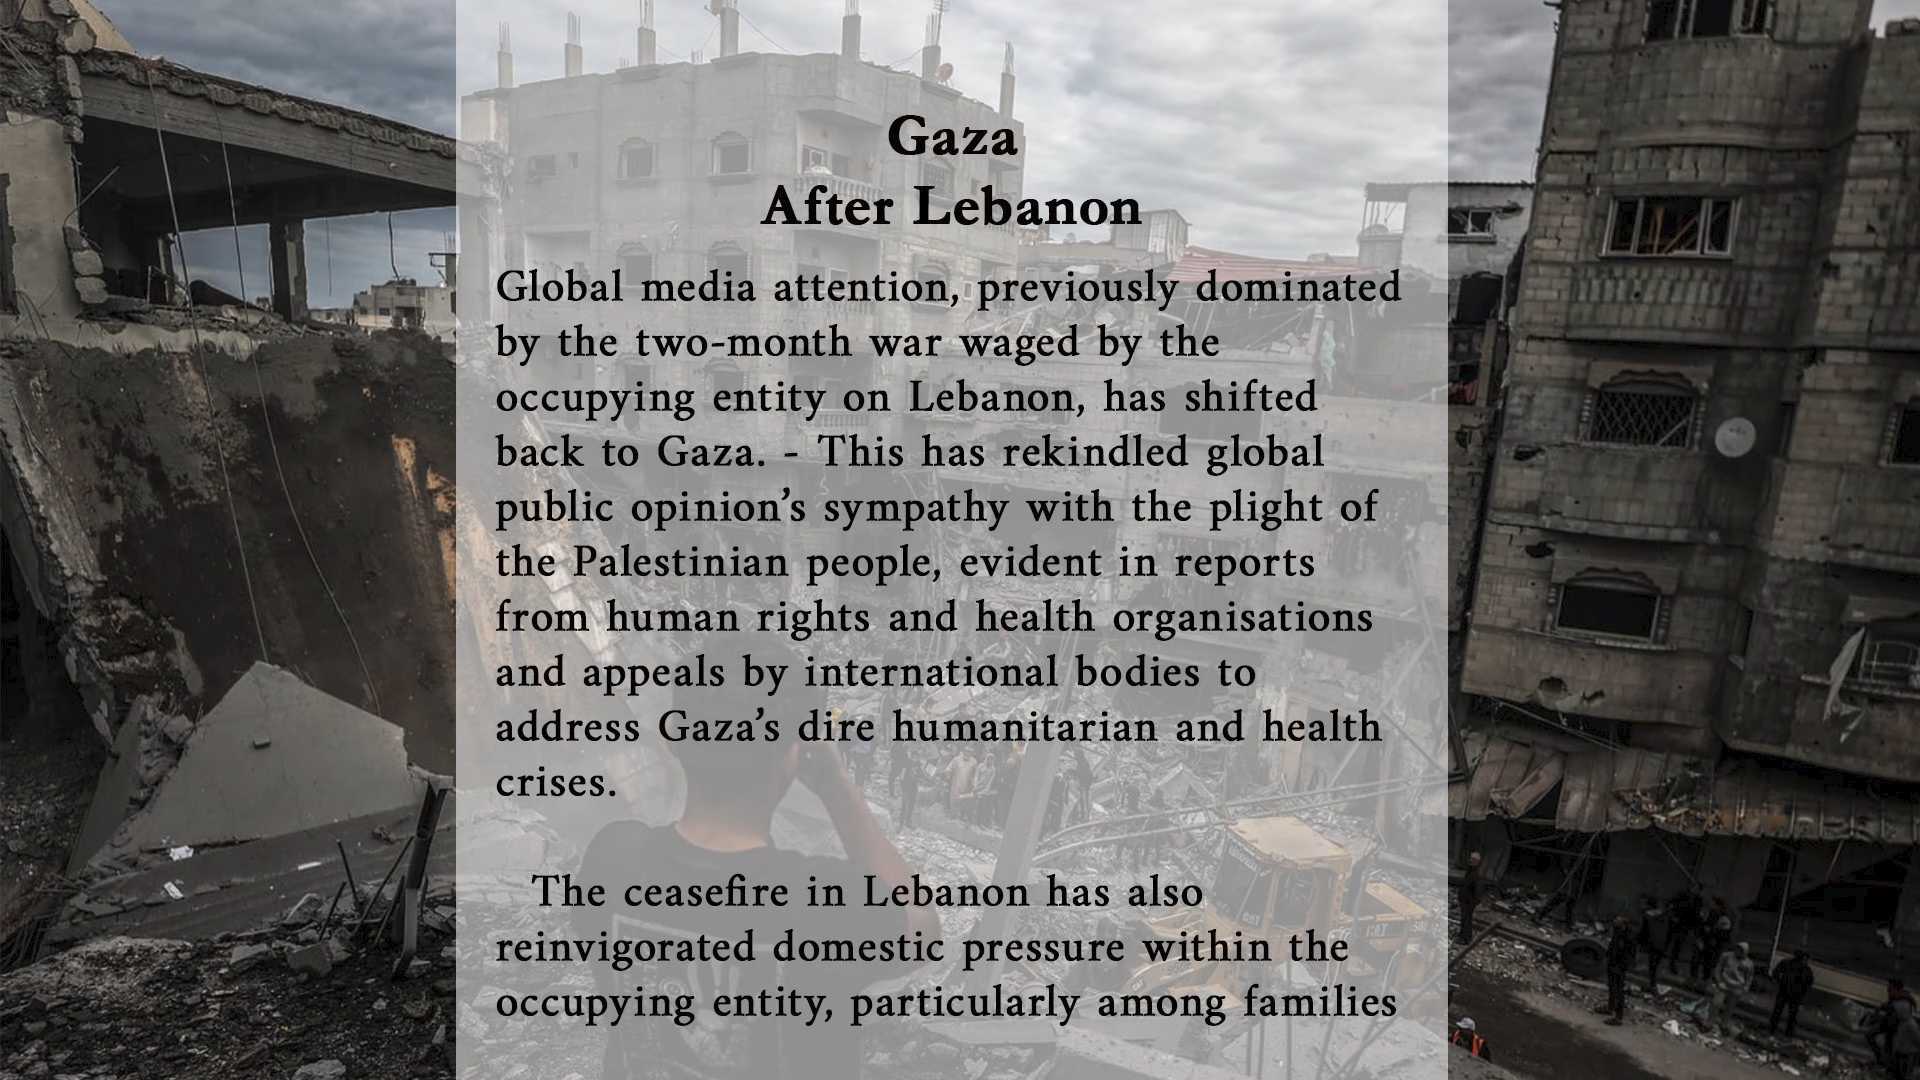 Gaza
After Lebanon
Global media attention, previously dominated
by the two-month war waged by the
occupying entity on Lebanon, has shifted
back to Gaza. - This has rekindled global
public opinion’s sympathy with the plight of
the Palestinian people, evident in reports
from human rights and health organisations
and appeals by international bodies to
address Gaza’s dire humanitarian and health
crises.
The ceasefire in Lebanon has also
reinvigorated domestic pressure within the
occupying entity, particularly among families
CAT